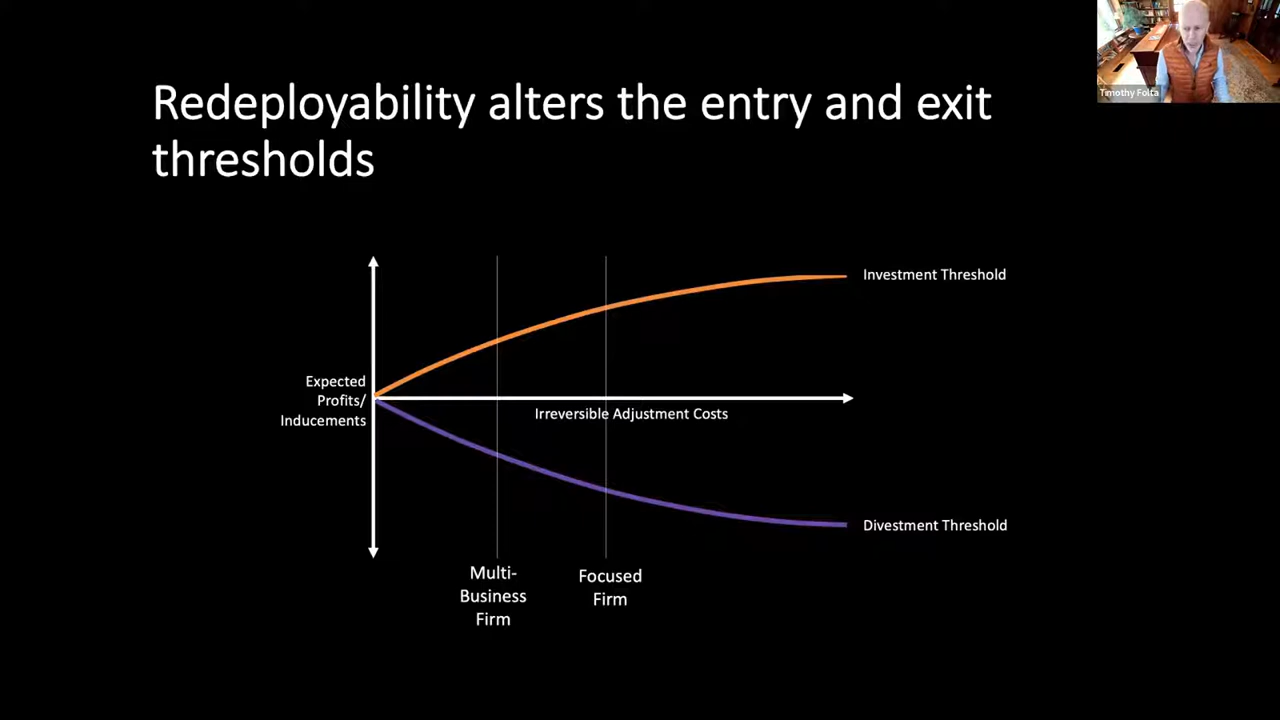 Redeployability alters the entry and exit
thresholds
Timothy Folta
Investment Threshold
Expected
Profits/
Inducements
Irreversible Adjustment Costs
Divestment Threshold
Multi-
Business
Firm
Focused
Firm